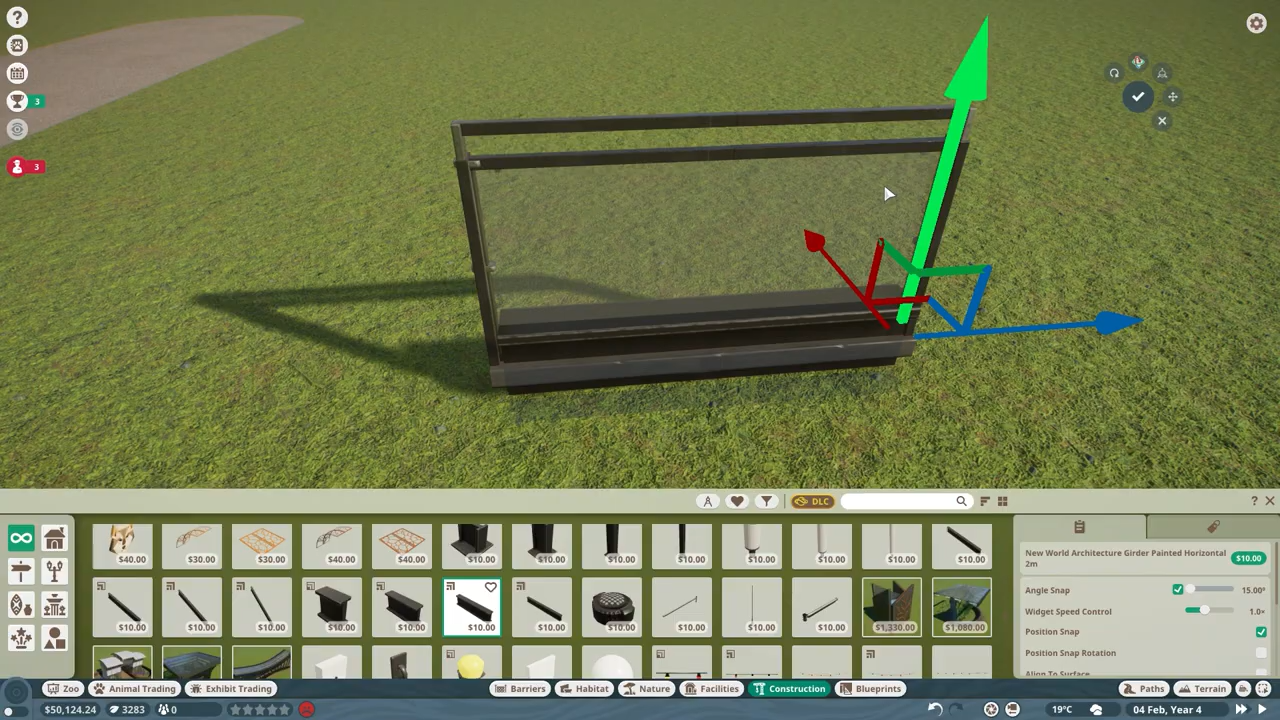 ?
3
3
DLC
? ×
$40.00 $30.00 $30.00 $40.00 $40.00 $10.00 $10.00 $10.00 $10.00 $10.00 $10.00 $10.00 $10.00
$10.00 $10.00 $10.00 $10.00 $10.00 $10.00 $10.00 $10.00 $10.00 $10.00 $10.00 $1,330.00 $1,080.00
New World Architecture Girder Painted Horizontal
2m
$10.00
Angle Snap 15.00°
Widget Speed Control 1.0×
Position Snap
Position Snap Rotation
Align To Surface
Zoo Animal Trading Exhibit Trading Barriers Habitat Nature Facilities Construction Blueprints Paths Terrain
$50,124.24 3283 0 19°C 04 Feb, Year 4